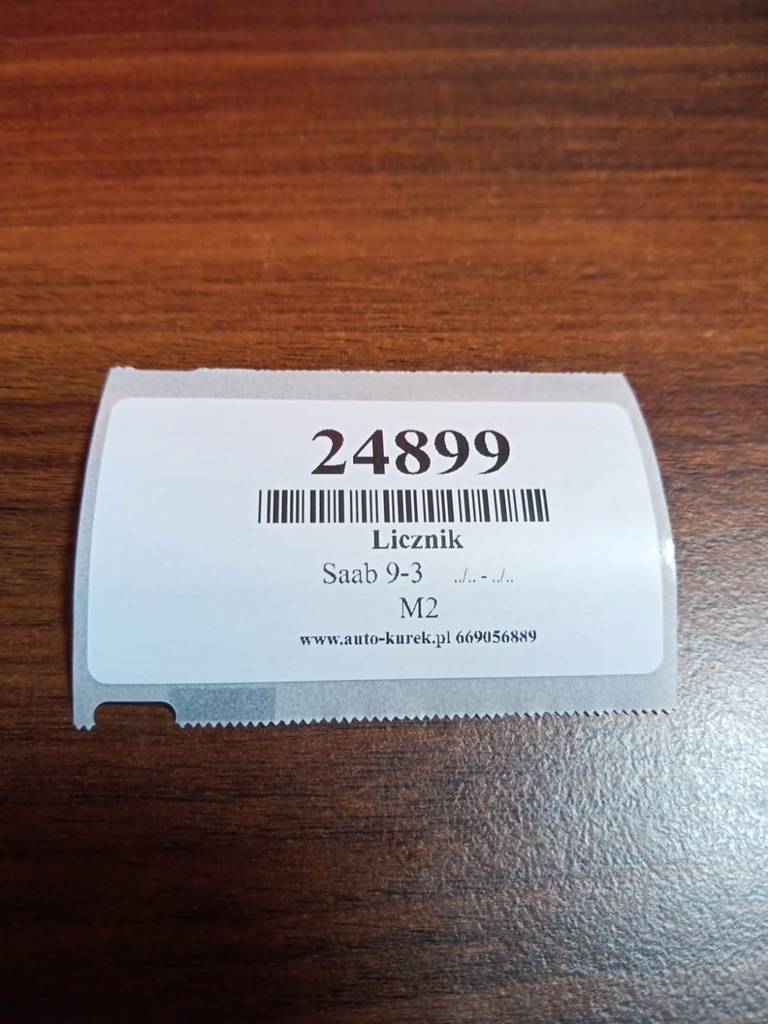 24899
Licznik
Saab 9-3 ../.. - ../..
M2
www.auto-kurek.pl 669056889